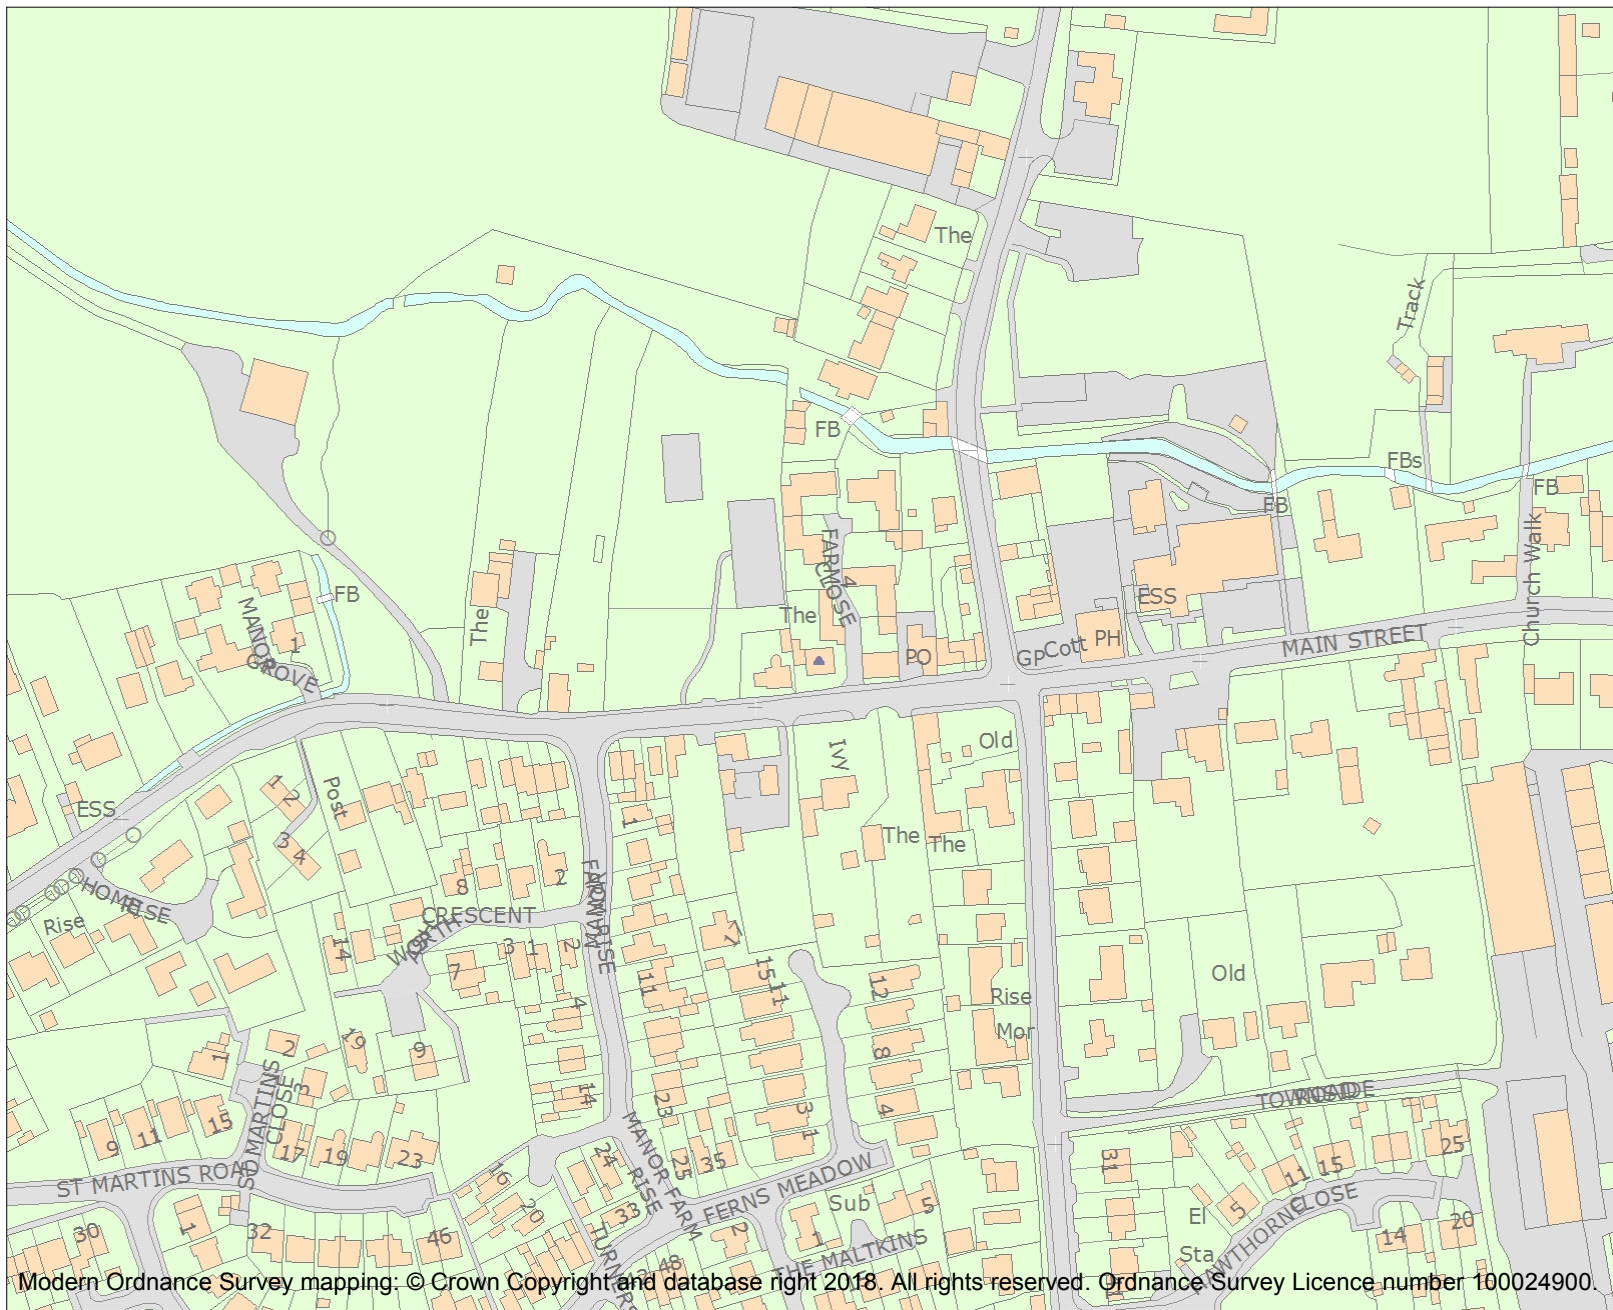 The
Track
FB
FBs
FB
FB
FARM
CLOSE
4
ESS
Church Walk
FB
MANOR
GROVE
1
The
The
PO
GP
Cott
PH
MAIN STREET
Old
Ivy
Post
1 2
3 4
ESS
The
The
1
HOME
RISE
Rise
8
2
CRESCENT
14
3
1
2
7
17
15
11
12
11
4
Old
Rise
Mor
19
9
2
1
3
8
14
23
3
1
4
TOWNSIDE
ROAD
ST MARTINS
CLOSE
9
11
15
17
19
23
ST MARTINS ROAD
24
25
35
MANOR FARM
RISE
FERNS MEADOW
31
11
15
25
16
20
33
Sub
5
El
Sta
5
HAWTHORNE
CLOSE
14
20
30
1
32
46
48
2
1
THE MALTKINS
TURNERS
Modern Ordnance Survey mapping: © Crown Copyright and database right 2018. All rights reserved. Ordnance Survey Licence number 100024900.